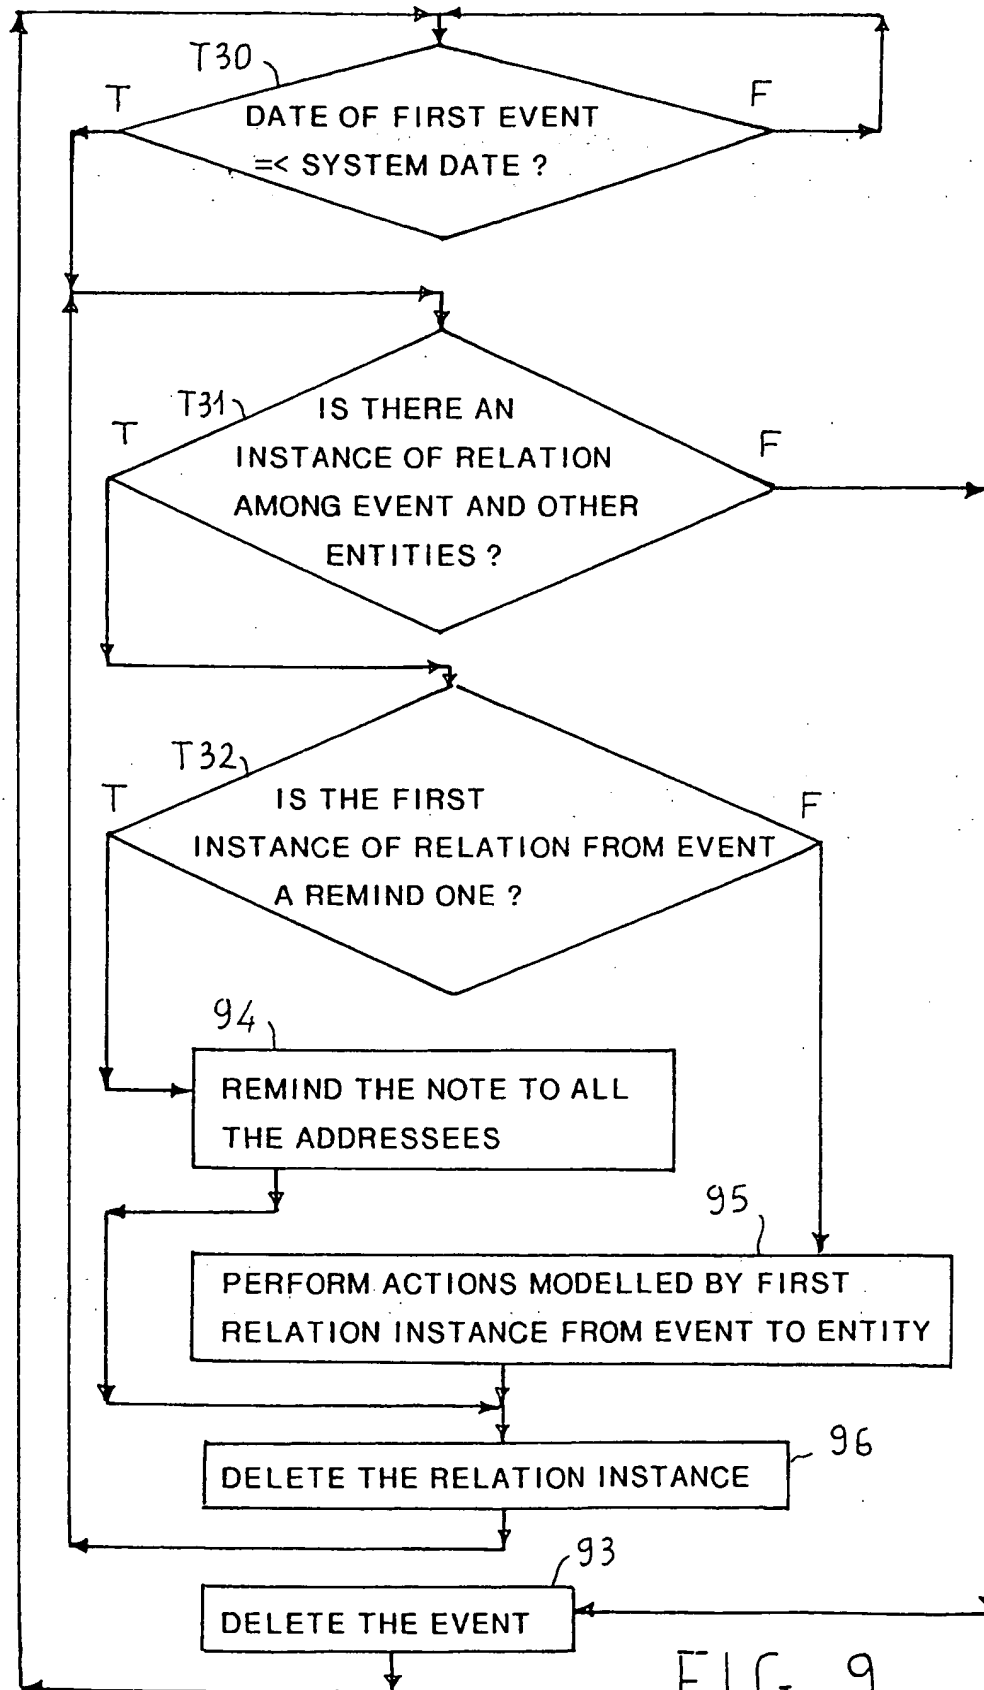 T30
T
F
DATE OF FIRST EVENT
=< SYSTEM DATE ?
T31
T
F
IS THERE AN
INSTANCE OF RELATION
AMONG EVENT AND OTHER
ENTITIES ?
T32
T
F
IS THE FIRST
INSTANCE OF RELATION FROM EVENT
A REMIND ONE ?
94
REMIND THE NOTE TO ALL
THE ADDRESSEES
95
PERFORM ACTIONS MODELLED BY FIRST
RELATION INSTANCE FROM EVENT TO ENTITY
96
DELETE THE RELATION INSTANCE
93
DELETE THE EVENT
FIG. 9